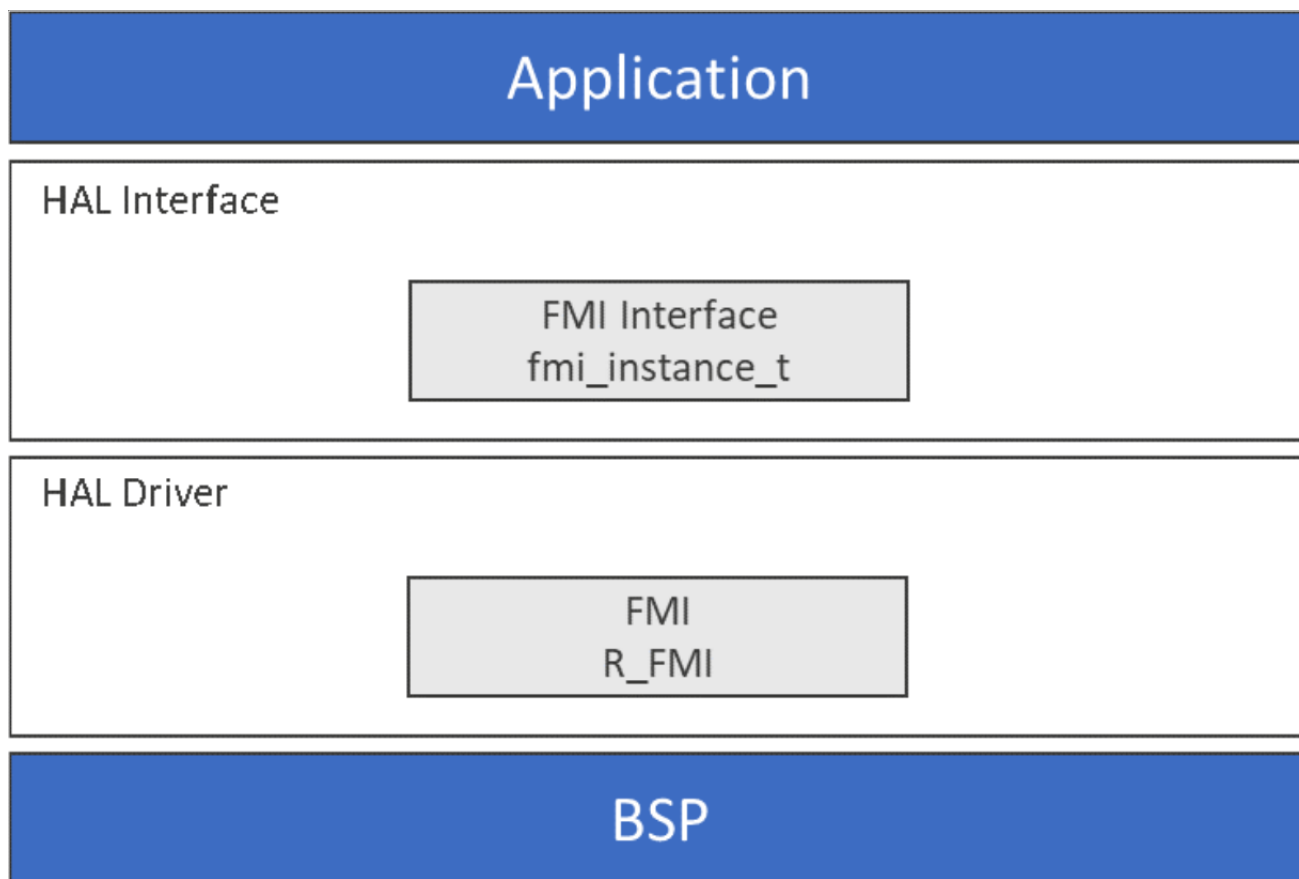 Application
HAL Interface
FMI Interface
fmi_instance_t
HAL Driver
FMI
R_FMI
BSP